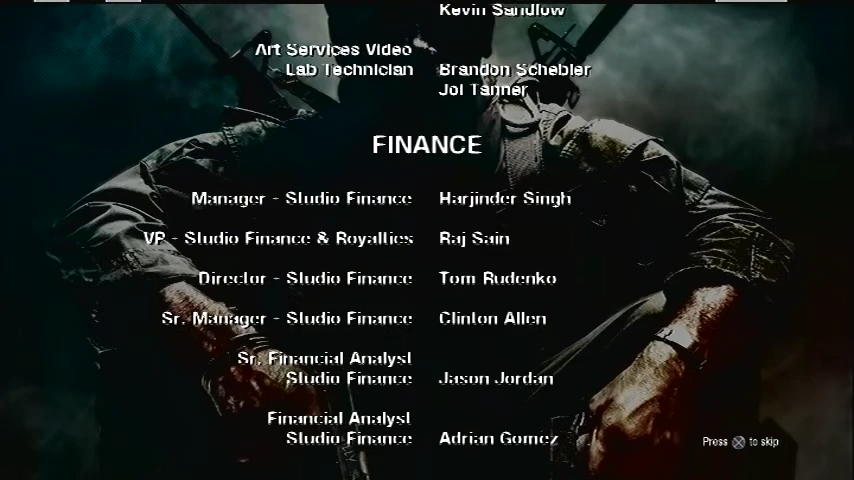 Kevin Sandlow
Art Services Video
Lab Technician Brandon Schebler
Jol Tanner
FINANCE
Manager - Studio Finance Harjinder Singh
VP - Studio Finance & Royalties Raj Sain
Director - Studio Finance Tom Rudenko
Sr. Manager - Studio Finance Clinton Allen
Sr. Financial Analyst
Studio Finance Jason Jordan
Financial Analyst
Studio Finance Adrian Gomez
Press to skip